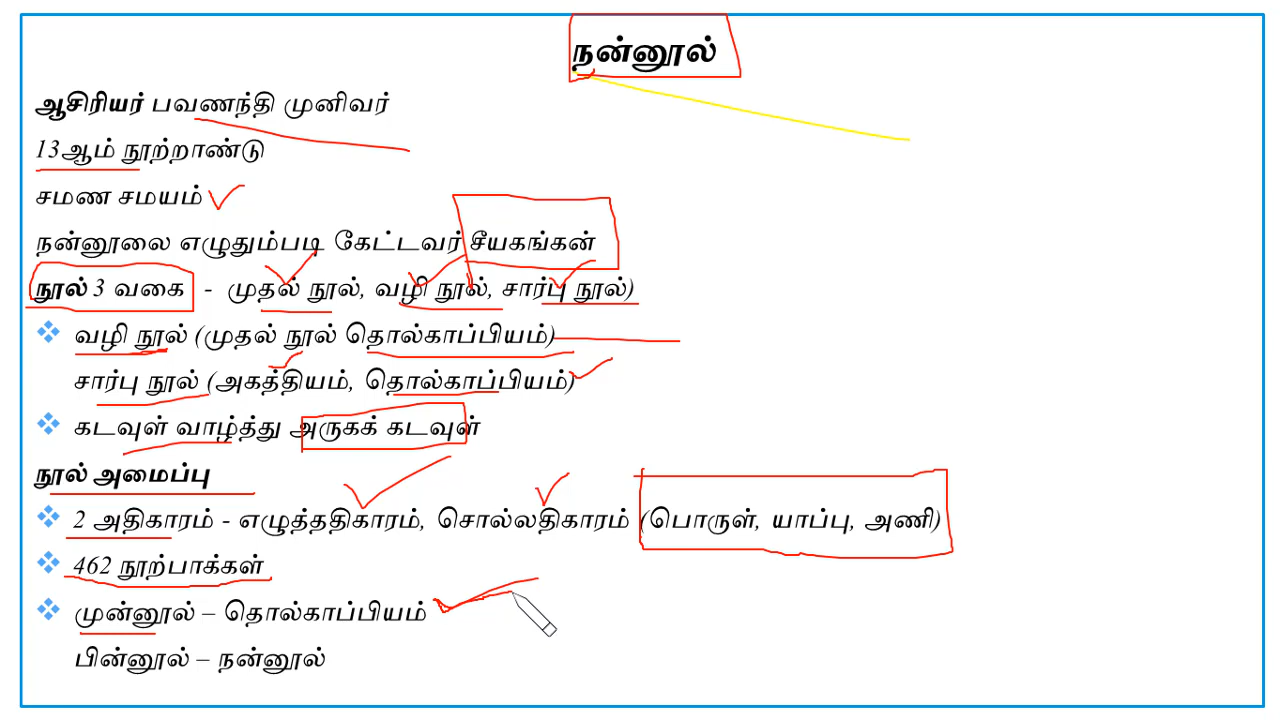 நன்னூல்
ஆசிரியர் பவணந்தி முனிவர்
13ஆம் நூற்றாண்டு
சமண சமயம்
நன்னூலை எழுதும்படி கேட்டவர் சீயகங்கன்
நூல் 3 வகை - முதல் நூல், வழி நூல், சார்பு நூல்)
வழி நூல் (முதல் நூல் தொல்காப்பியம்)
சார்பு நூல் (அகத்தியம், தொல்காப்பியம்)
கடவுள் வாழ்த்து அருகக் கடவுள்
நூல் அமைப்பு
2 அதிகாரம் - எழுத்ததிகாரம், சொல்லதிகாரம் (பொருள், யாப்பு, அணி)
462 நூற்பாக்கள்
முன்னூல் – தொல்காப்பியம்
பின்னூல் – நன்னூல்